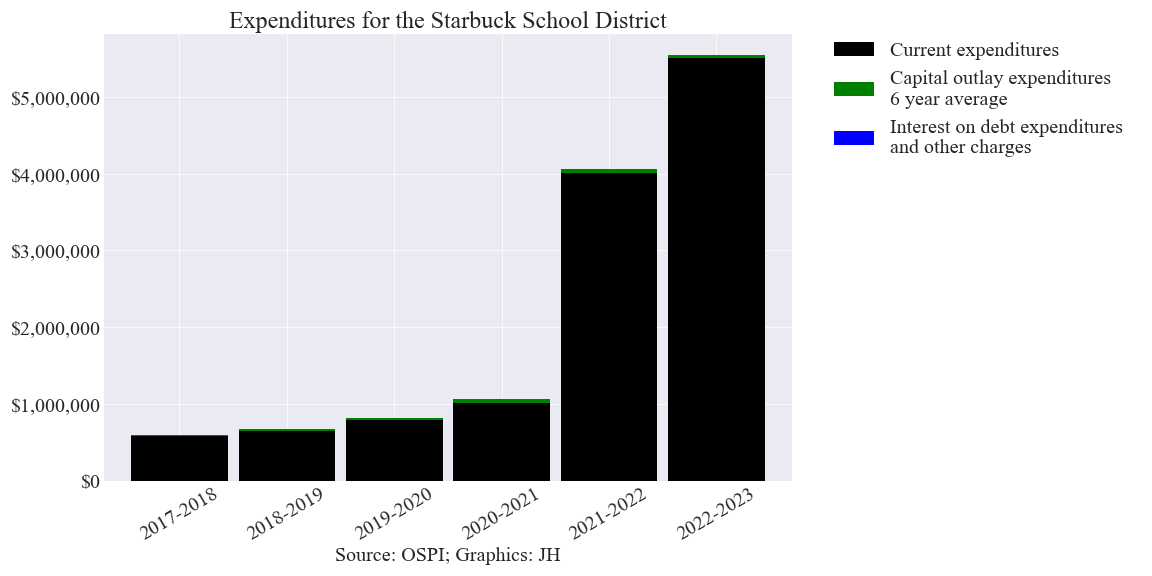 Expenditures for the Starbuck School District
Current expenditures
Capital outlay expenditures
6 year average
Interest on debt expenditures
and other charges
$5,000,000
$4,000,000
$3,000,000
$2,000,000
$1,000,000
$0
2017-2018
2018-2019
2019-2020
2020-2021
2021-2022
2022-2023
Source: OSPI; Graphics: JH